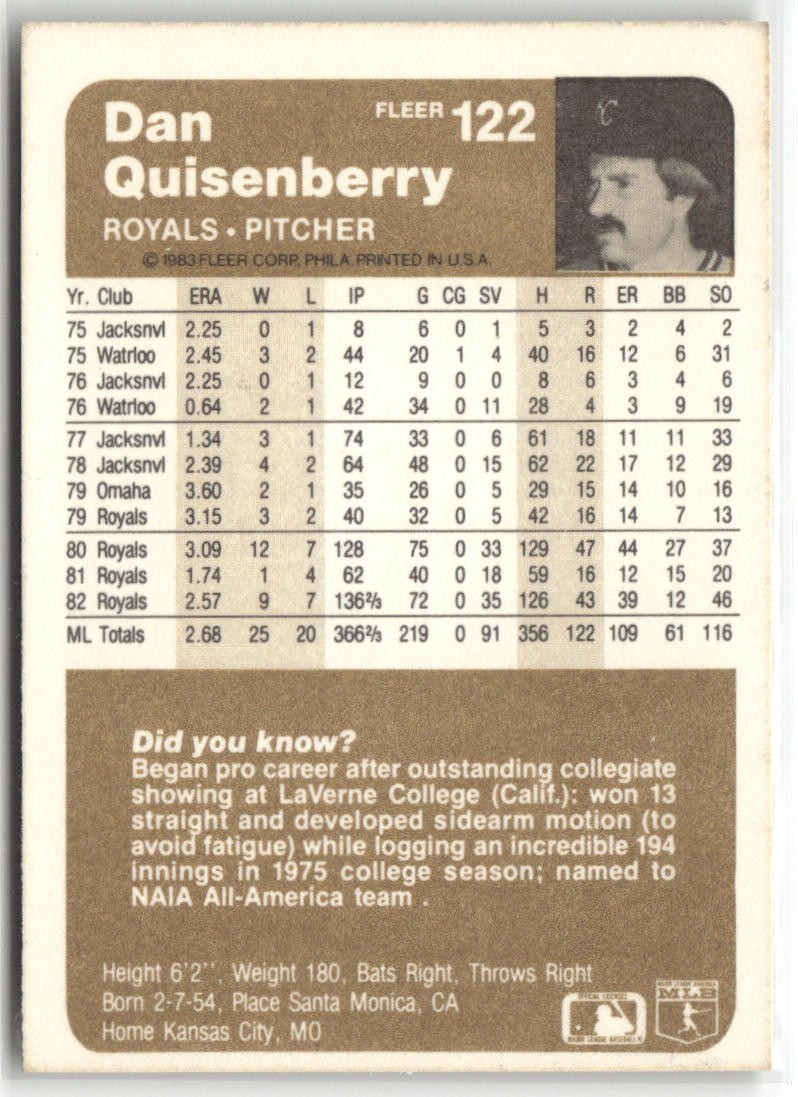 Dan
FLEER 122
Quisenberry
ROYALS • PITCHER
© 1983 FLEER CORP. PHILA. PRINTED IN U.S.A.
Yr. Club ERA W L IP G CG SV H R ER BB SO
75 Jacksnvl 2.25 0 1 8 6 0 1 5 3 2 4 2
75 Watrloo 2.45 3 2 44 20 1 4 40 16 12 6 31
76 Jacksnvl 2.25 0 1 12 9 0 0 8 6 3 4 6
76 Watrloo 0.64 2 1 42 34 0 11 28 4 3 9 19
77 Jacksnvl 1.34 3 1 74 33 0 6 61 18 11 11 33
78 Jacksnvl 2.39 4 2 64 48 0 15 62 22 17 12 29
79 Omaha 3.60 2 1 35 26 0 5 29 15 14 10 16
79 Royals 3.15 3 2 40 32 0 5 42 16 14 7 13
80 Royals 3.09 12 7 128 75 0 33 129 47 44 27 37
81 Royals 1.74 1 4 62 40 0 18 59 16 12 15 20
82 Royals 2.57 9 7 136⅔ 72 0 35 126 43 39 12 46
ML Totals 2.68 25 20 366⅔ 219 0 91 356 122 109 61 116
Did you know?
Began pro career after outstanding collegiate
showing at LaVerne College (Calif.): won 13
straight and developed sidearm motion (to
avoid fatigue) while logging an incredible 194
innings in 1975 college season; named to
NAIA All-America team .
Height 6'2'', Weight 180, Bats Right, Throws Right
Born 2-7-54, Place Santa Monica, CA
Home Kansas City, MO
OFFICIAL LICENSEE
MAJOR LEAGUE BASEBALL
MAJOR LEAGUE BASEBALL
MLB